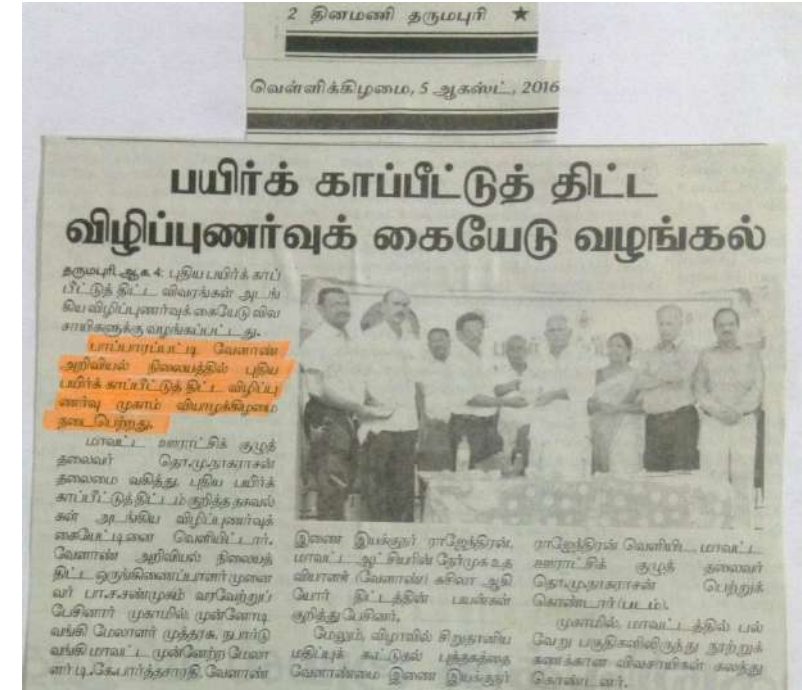 2 தினமணி தருமபுரி ★
வெள்ளிக்கிழமை, 5 ஆகஸ்ட், 2016
பயிர்க் காப்பீட்டுத் திட்ட
விழிப்புணர்வுக் கையேடு வழங்கல்
தருமபுரி, ஆக. 4: புதிய பயிர்க் காப்
பீட்டுத் திட்ட விவரங்கள் அடங்
கிய விழிப்புணர்வுக் கையேடு விவ
சாயிகளுக்கு வழங்கப்பட்டது.
பாப்பாரப்பட்டி வேளாண்
அறிவியல் நிலையத்தில் புதிய
பயிர்க் காப்பீட்டுத் திட்ட விழிப்பு
ணர்வு முகாம் வியாழக்கிழமை
நடைபெற்றது.
மாவட்ட ஊராட்சிக் குழுத்
தலைவர் தொ.மு.நாகராசன்
தலைமை வகித்து, புதிய பயிர்க்
காப்பீட்டுத் திட்டம் குறித்த தகவல்
கள் அடங்கிய விழிப்புணர்வுக்
கையேட்டினை வெளியிட்டார்.
வேளாண் அறிவியல் நிலையத்
திட்ட ஒருங்கிணைப்பாளர் முனை
வர் பா.ச.சண்முகம் வரவேற்றுப்
பேசினார். முகாமில், முன்னோடி
வங்கி மேலாளர் முத்தரசு, நபார்டு
வங்கி மாவட்ட முன்னேற்ற மேலா
ளர் டி.கே.பார்த்தசாரதி, வேளாண்
இணை இயக்குநர் ராஜேந்திரன்,
மாவட்ட ஆட்சியரின் நேர்முக உத
வியாளர் (வேளாண்) சுசீலா ஆகி
யோர் திட்டத்தின் பயன்கள்
குறித்து பேசினர்.
மேலும், விழாவில் சிறுதானிய
மதிப்புக் கூட்டுதல் புத்தகத்தை
வேளாண்மை இணை இயக்குநர்
ராஜேந்திரன் வெளியிட, மாவட்ட
ஊராட்சிக் குழுத் தலைவர்
தொ.மு.நாகராசன் பெற்றுக்
கொண்டார் (படம்).
முகாமில், மாவட்டத்தில் பல்
வேறு பகுதிகளிலிருந்து நூற்றுக்
கணக்கான விவசாயிகள் கலந்து
கொண்டனர்.